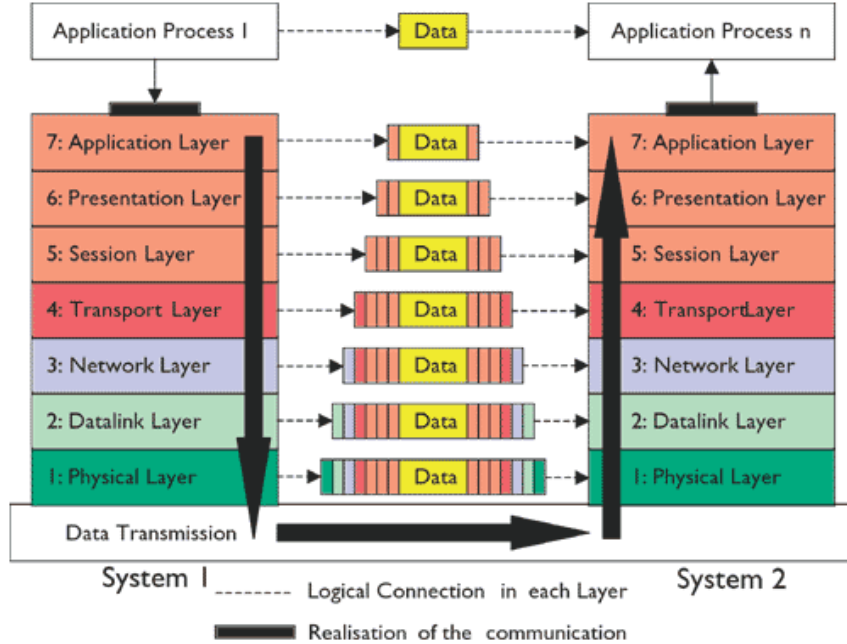 Application Process 1
Data
Application Process n
7: Application Layer
Data
7: Application Layer
6: Presentation Layer
Data
6: Presentation Layer
5: Session Layer
Data
5: Session Layer
4: Transport Layer
Data
4: TransportLayer
3: Network Layer
Data
3: Network Layer
2: Datalink Layer
Data
2: Datalink Layer
1: Physical Layer
Data
1: Physical Layer
Data Transmission
System 1
System 2
Logical Connection in each Layer
Realisation of the communication